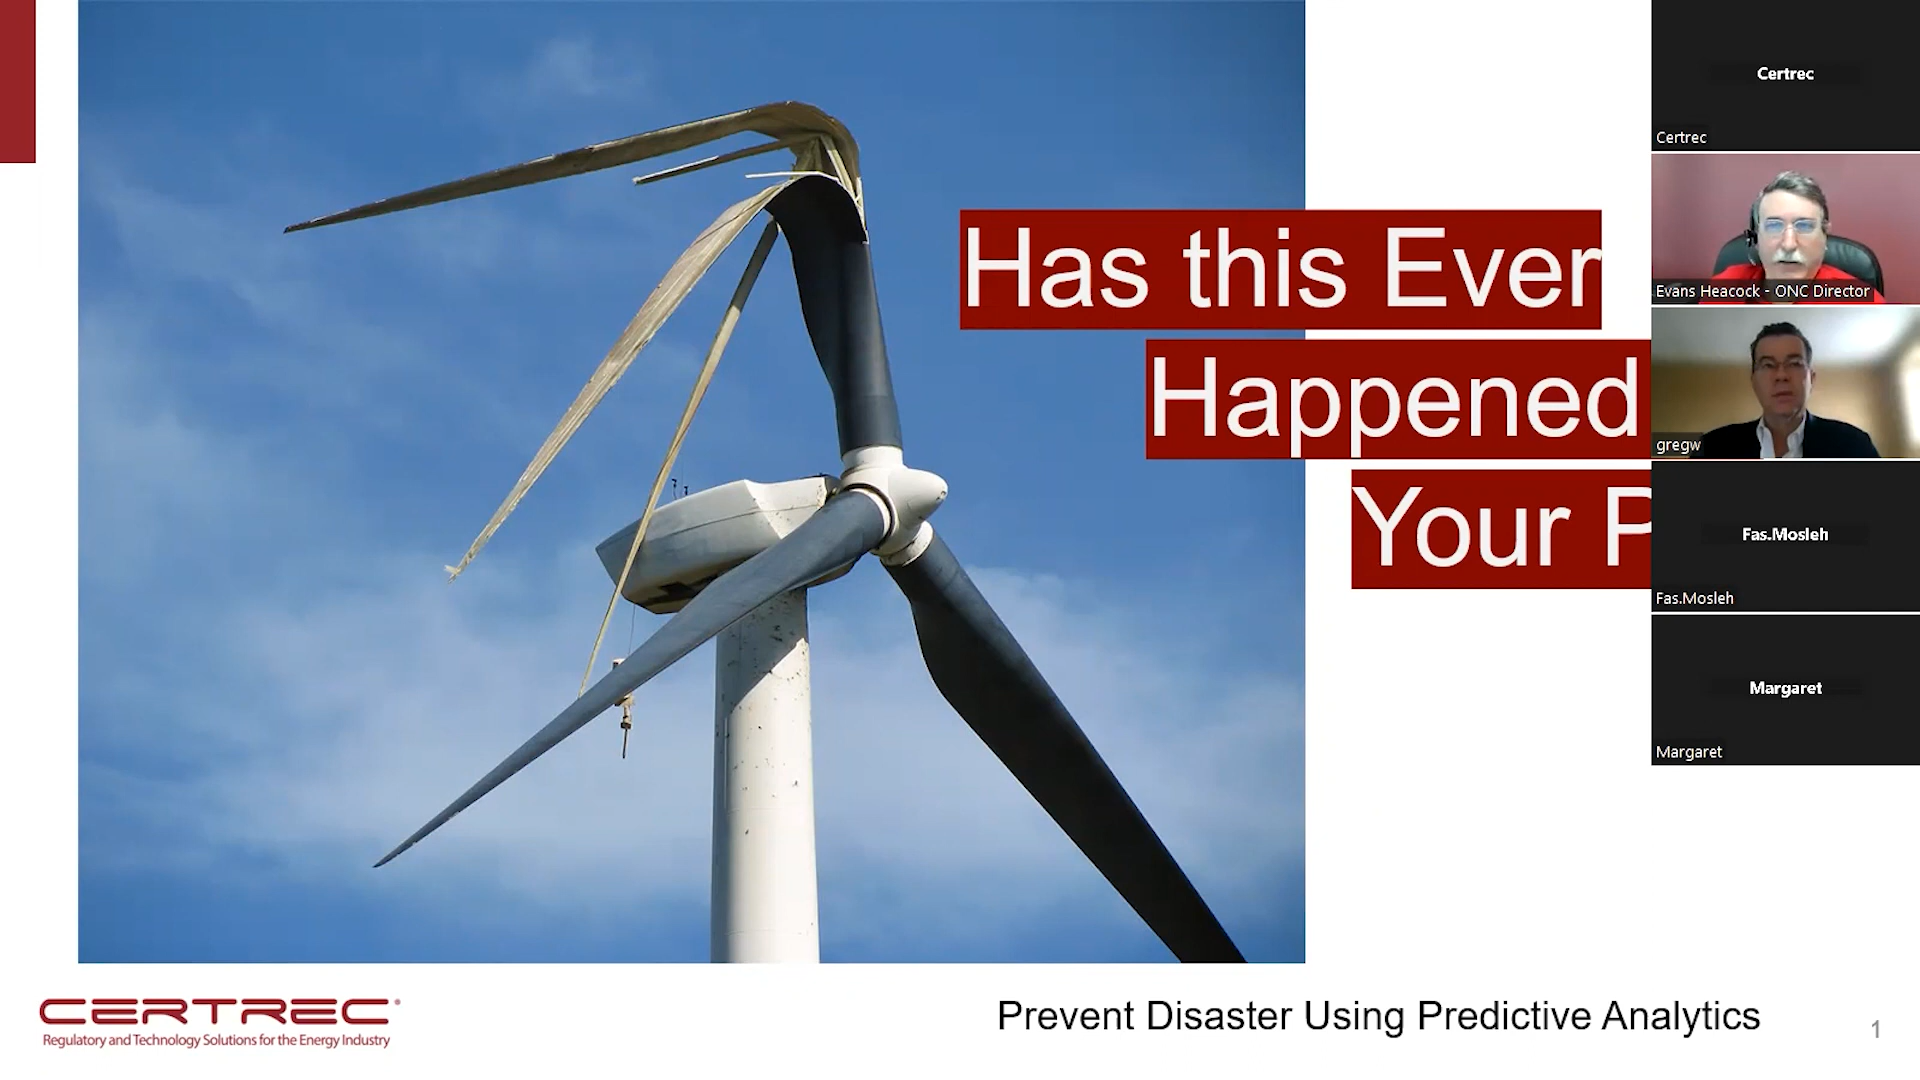 Has this Ever
Happened
Your P
CERTREC
Regulatory and Technology Solutions for the Energy Industry
Prevent Disaster Using Predictive Analytics
1
Certrec
Certrec
Evans Heacock - ONC Director
gregw
Fas.Mosleh
Fas.Mosleh
Margaret
Margaret